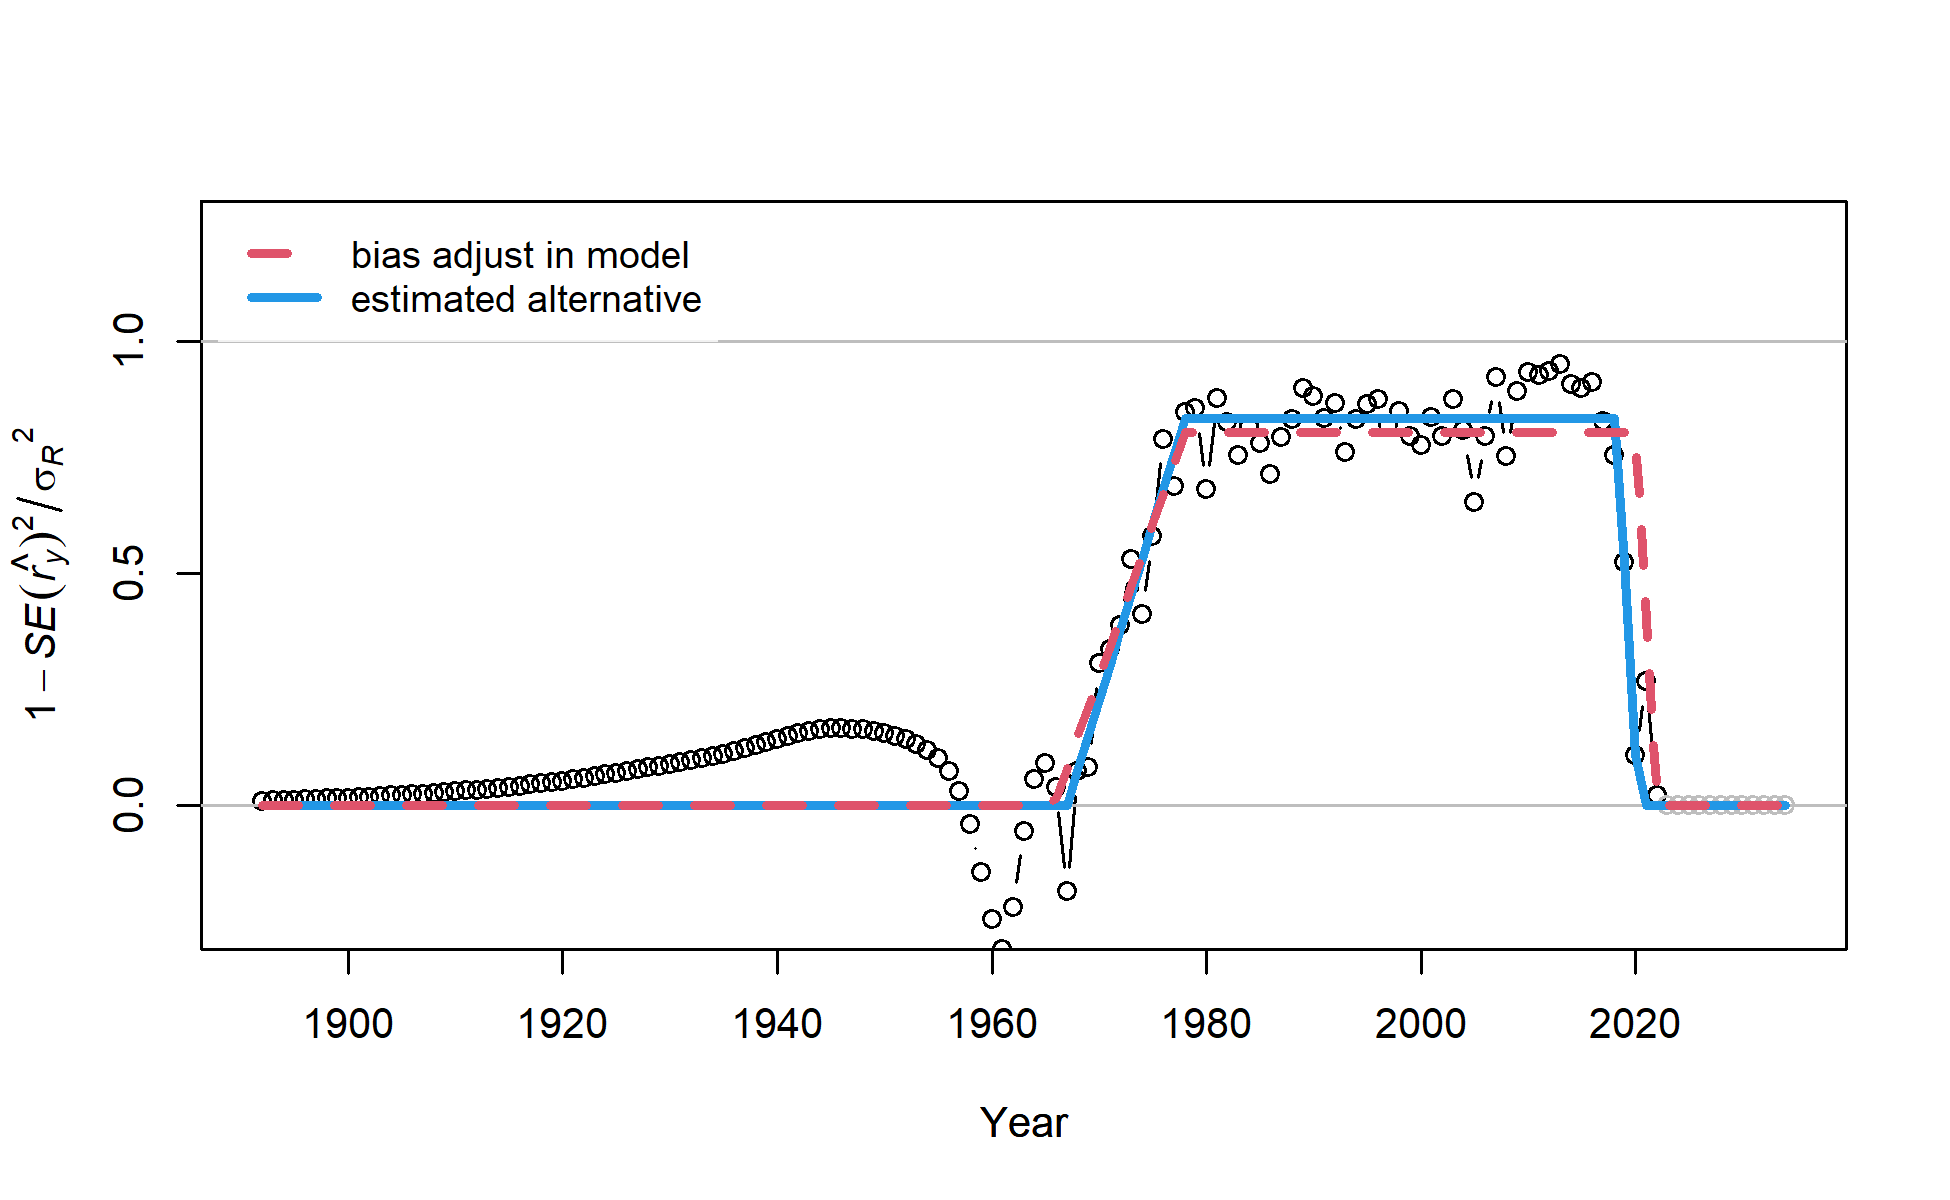 bias adjust in model
estimated alternative
1 − SE(r̂y)² / σR²
1.0
0.5
0.0
1900 1920 1940 1960 1980 2000 2020
Year